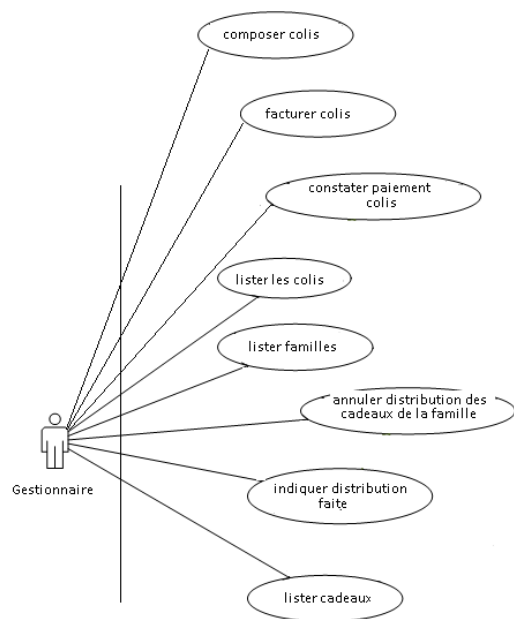 composer colis
facturer colis
constater paiement
colis
lister les colis
lister familles
annuler distribution des
cadeaux de la famille
Gestionnaire
indiquer distribution
faite
lister cadeaux